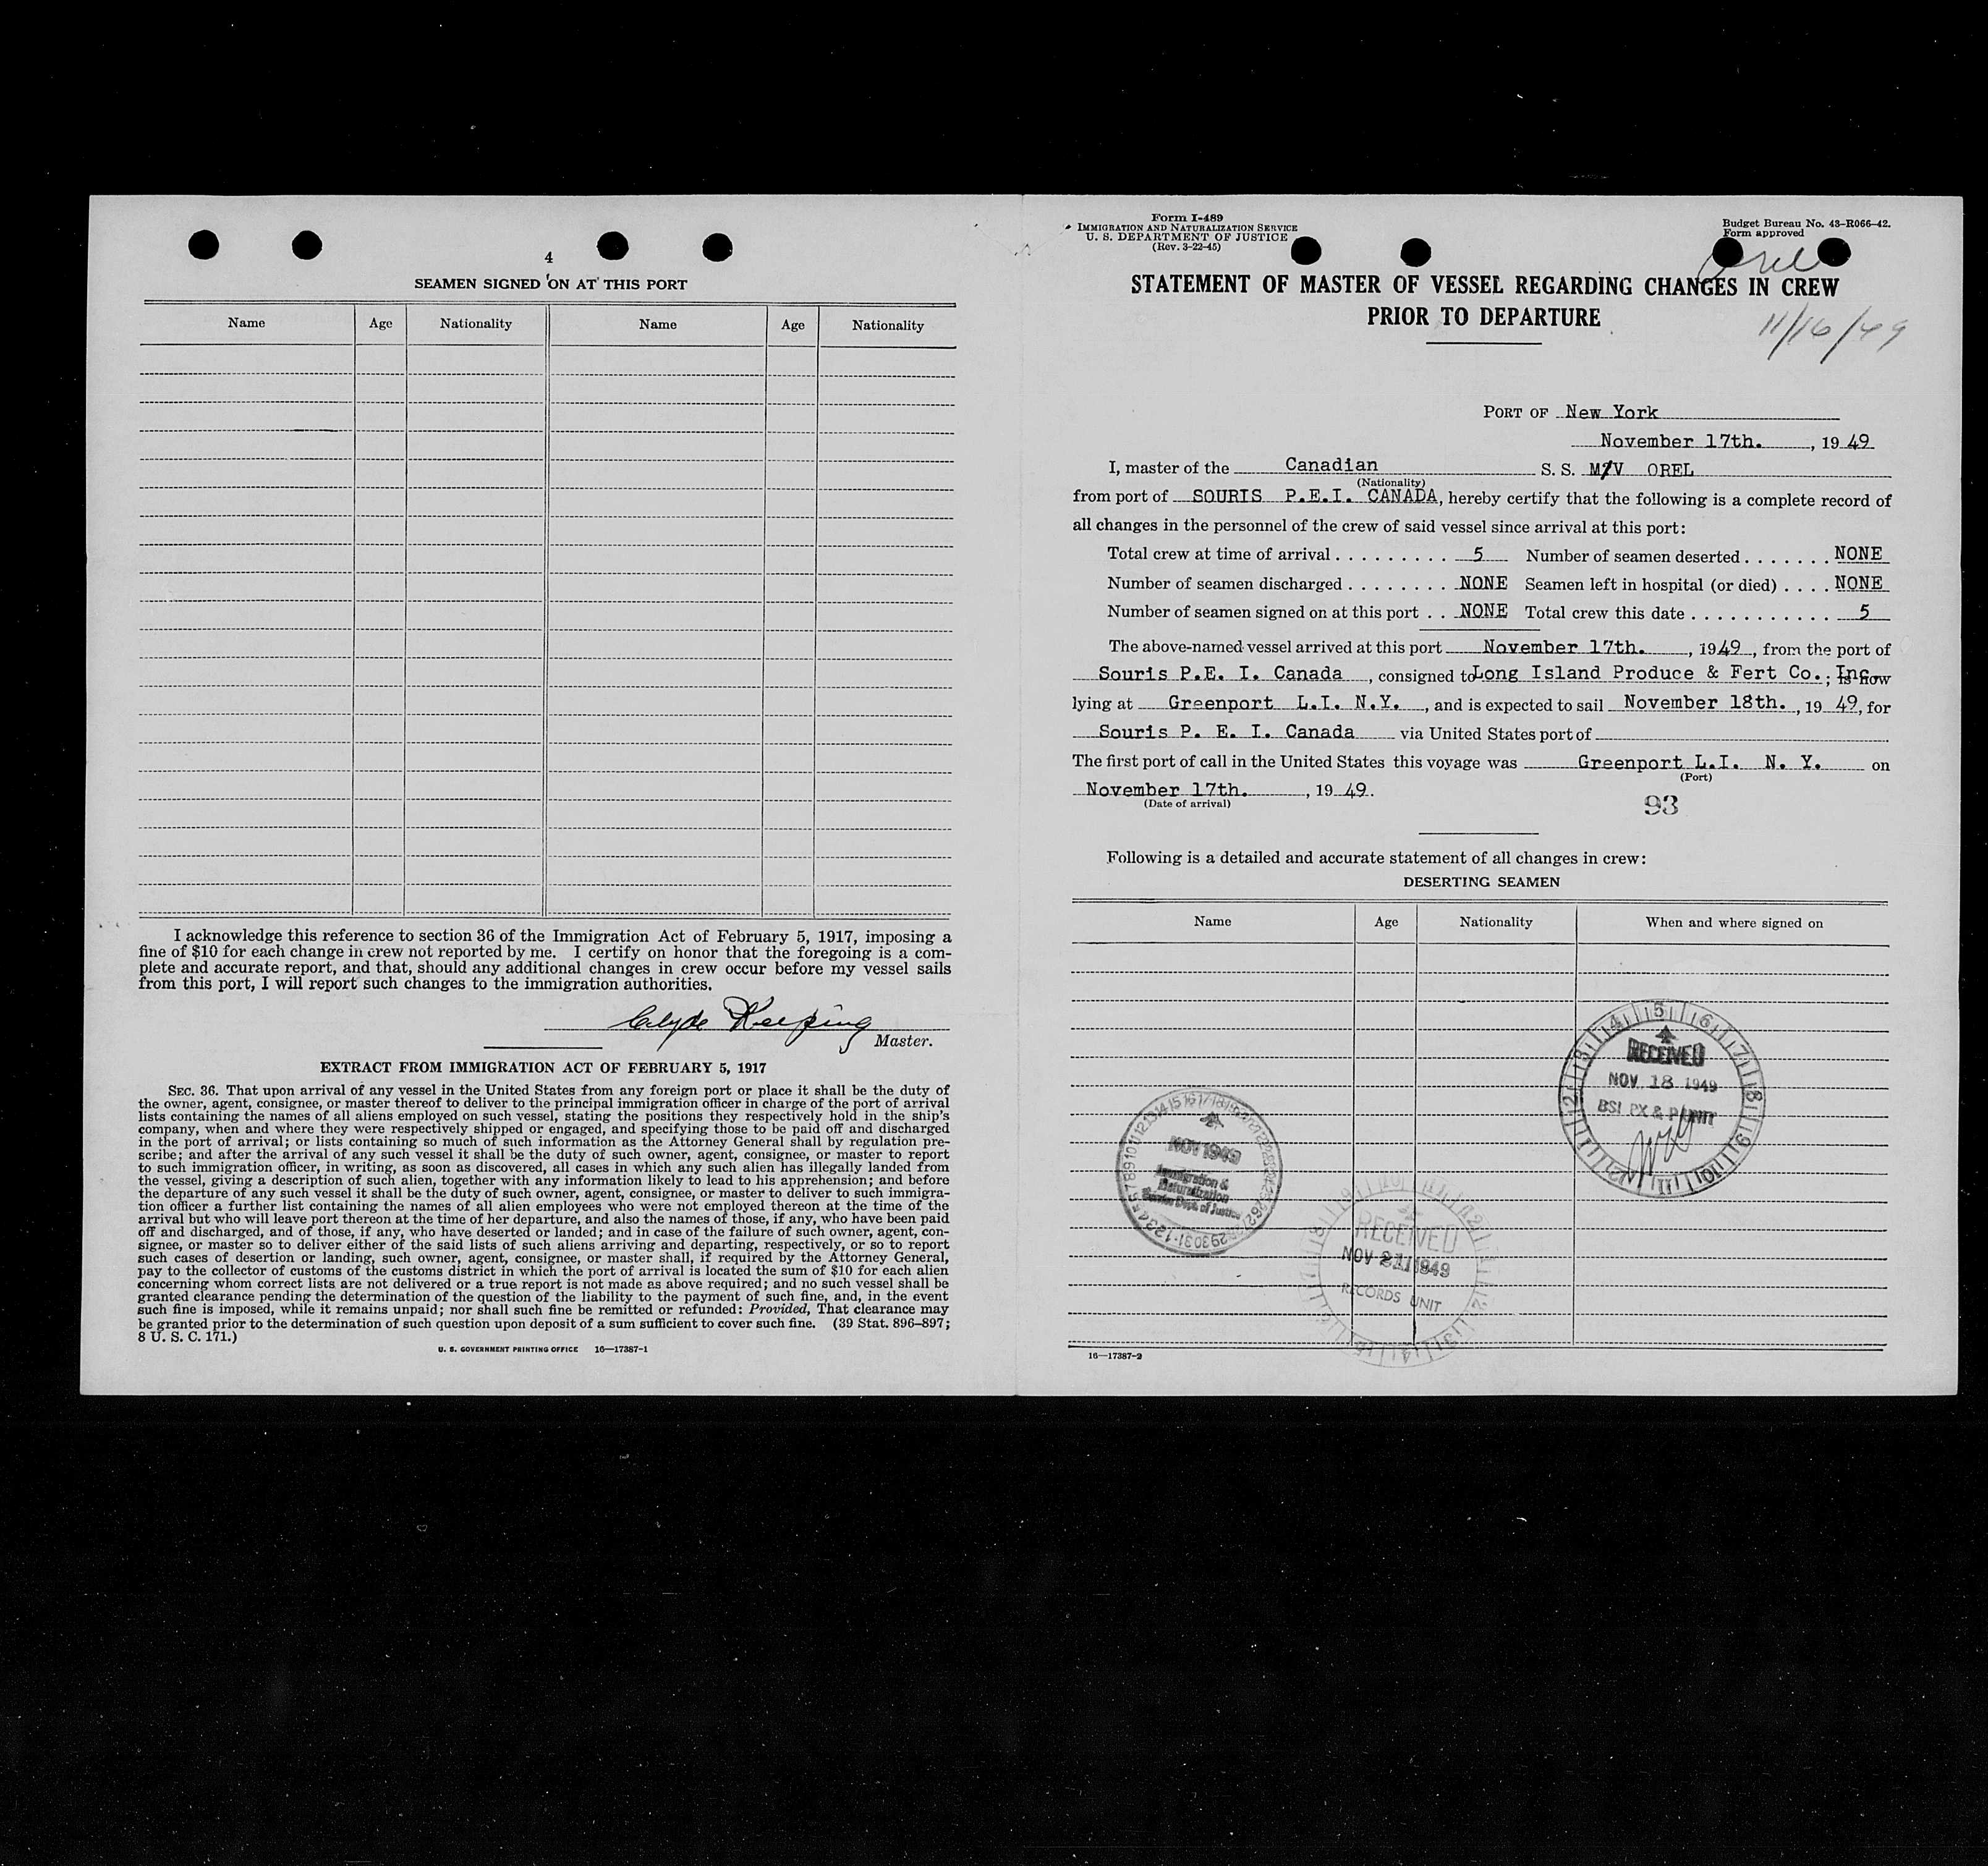 4
SEAMEN SIGNED ON AT THIS PORT
Name Age Nationality Name Age Nationality
I acknowledge this reference to section 36 of the Immigration Act of February 5, 1917, imposing a
fine of $10 for each change in crew not reported by me. I certify on honor that the foregoing is a com-
plete and accurate report, and that, should any additional changes in crew occur before my vessel sails
from this port, I will report such changes to the immigration authorities.
Clyde Keeping
Master.
EXTRACT FROM IMMIGRATION ACT OF FEBRUARY 5, 1917
SEC. 36. That upon arrival of any vessel in the United States from any foreign port or place it shall be the duty of
the owner, agent, consignee, or master thereof to deliver to the principal immigration officer in charge of the port of arrival
lists containing the names of all aliens employed on such vessel, stating the positions they respectively hold in the ship's
company, when and where they were respectively shipped or engaged, and specifying those to be paid off and discharged
in the port of arrival; or lists containing so much of such information as the Attorney General shall by regulation pre-
scribe; and after the arrival of any such vessel it shall be the duty of such owner, agent, consignee, or master to report
to such immigration officer, in writing, as soon as discovered, all cases in which any such alien has illegally landed from
the vessel, giving a description of such alien, together with any information likely to lead to his apprehension; and before
the departure of any such vessel it shall be the duty of such owner, agent, consignee, or master to deliver to such immigra-
tion officer a further list containing the names of all alien employees who were not employed thereon at the time of the
arrival but who will leave port thereon at the time of her departure, and also the names of those, if any, who have been paid
off and discharged, and of those, if any, who have deserted or landed; and in case of the failure of such owner, agent, con-
signee, or master so to deliver either of the said lists of such aliens arriving and departing, respectively, or so to report
such cases of desertion or landing, such owner, agent, consignee, or master shall, if required by the Attorney General,
pay to the collector of customs of the customs district in which the port of arrival is located the sum of $10 for each alien
concerning whom correct lists are not delivered or a true report is not made as above required; and no such vessel shall be
granted clearance pending the determination of the question of the liability to the payment of such fine, and, in the event
such fine is imposed, while it remains unpaid; nor shall such fine be remitted or refunded: Provided, That clearance may
be granted prior to the determination of such question upon deposit of a sum sufficient to cover such fine. (39 Stat. 896–897;
8 U. S. C. 171.)
U. S. GOVERNMENT PRINTING OFFICE 16—17387-1
Form I-489
IMMIGRATION AND NATURALIZATION SERVICE
U. S. DEPARTMENT OF JUSTICE
(Rev. 3-22-45)
Budget Bureau No. 43-R066-42.
Form approved
Orel
STATEMENT OF MASTER OF VESSEL REGARDING CHANGES IN CREW
PRIOR TO DEPARTURE
11/16/49
PORT OF New York
November 17th. , 19 49
I, master of the Canadian S. S. M/V OREL
(Nationality)
from port of SOURIS P.E.I. CANADA, hereby certify that the following is a complete record of
all changes in the personnel of the crew of said vessel since arrival at this port:
Total crew at time of arrival . . . . . . . . . . 5 Number of seamen deserted . . . . . . . NONE
Number of seamen discharged . . . . . . . . . NONE Seamen left in hospital (or died) . . . . NONE
Number of seamen signed on at this port . . NONE Total crew this date . . . . . . . . . . . . 5
The above-named vessel arrived at this port November 17th. , 1949 , from the port of
Souris P.E. I. Canada , consigned to Long Island Produce & Fert Co., Inc; is now
lying at Greenport L.I. N.Y. , and is expected to sail November 18th. , 19 49, for
Souris P. E. I. Canada via United States port of
The first port of call in the United States this voyage was Greenport L.I. N. Y. on
(Port)
November 17th. , 19 49.
(Date of arrival)
93
Following is a detailed and accurate statement of all changes in crew:
DESERTING SEAMEN
Name Age Nationality When and where signed on
RECEIVED
NOV 18 1949
BSI PX & P UNIT
NOV 1949
Immigration &
Naturalization
Service Dept. of Justice
RECEIVED
NOV 21 1949
RECORDS UNIT
16—17387-2